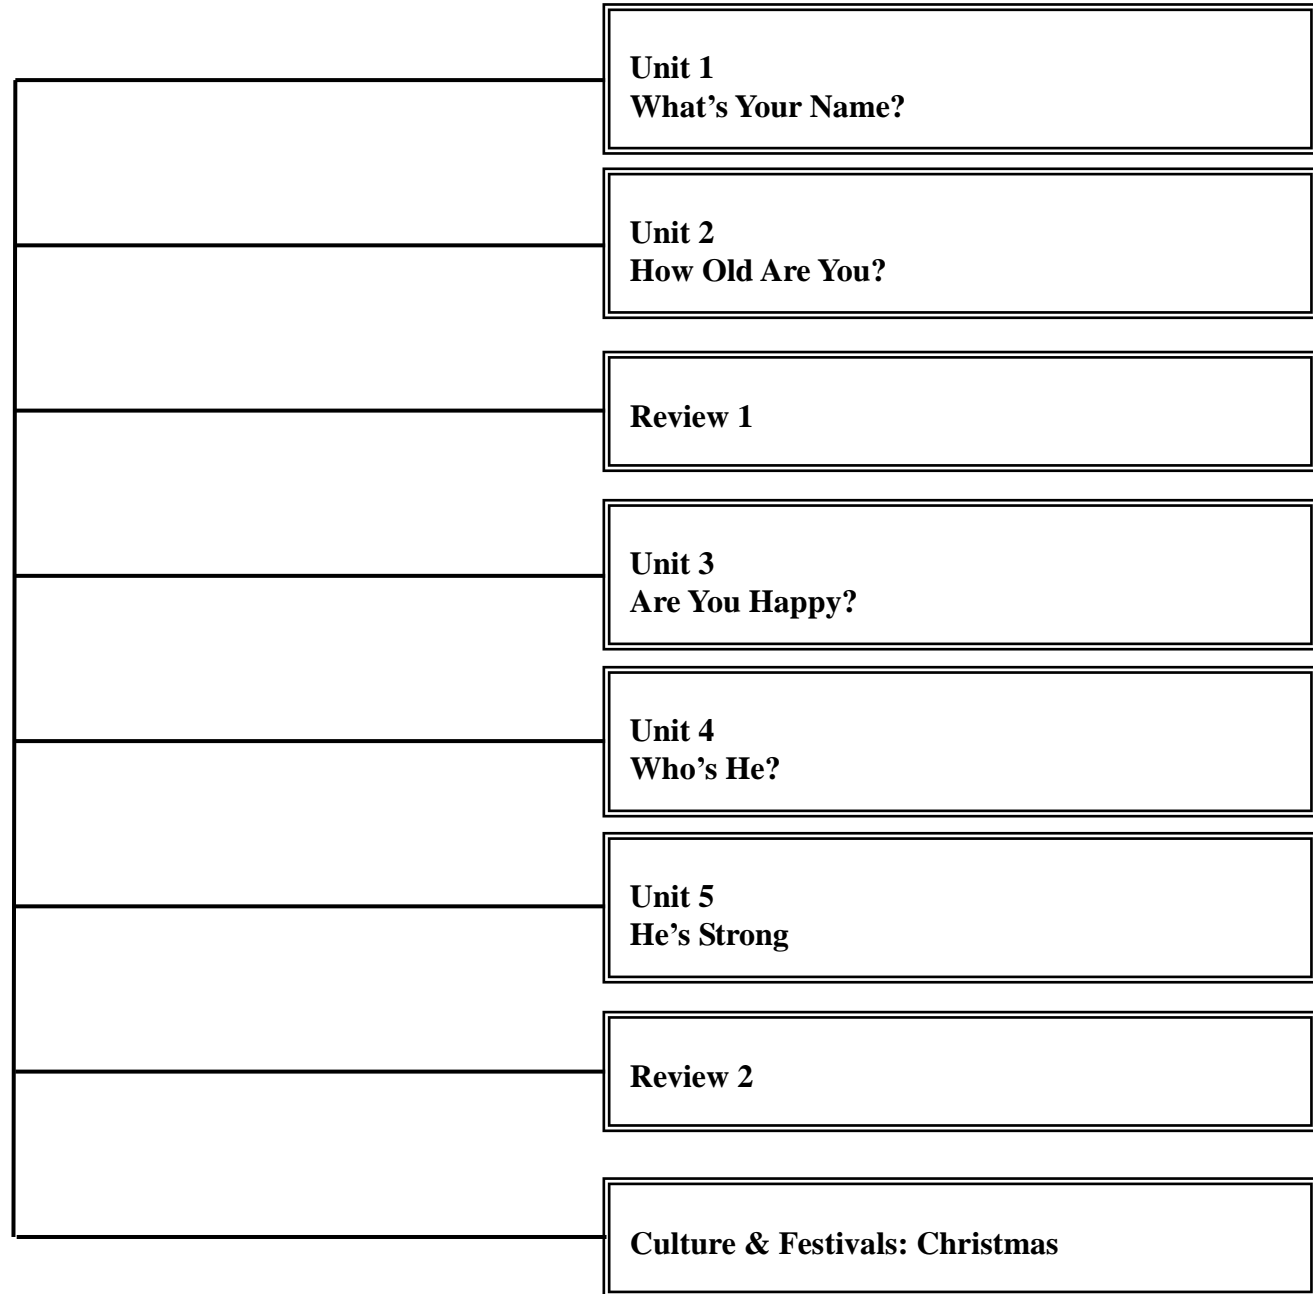 Unit 1
What’s Your Name?
Unit 2
How Old Are You?
Review 1
Unit 3
Are You Happy?
Unit 4
Who’s He?
Unit 5
He’s Strong
Review 2
Culture & Festivals: Christmas